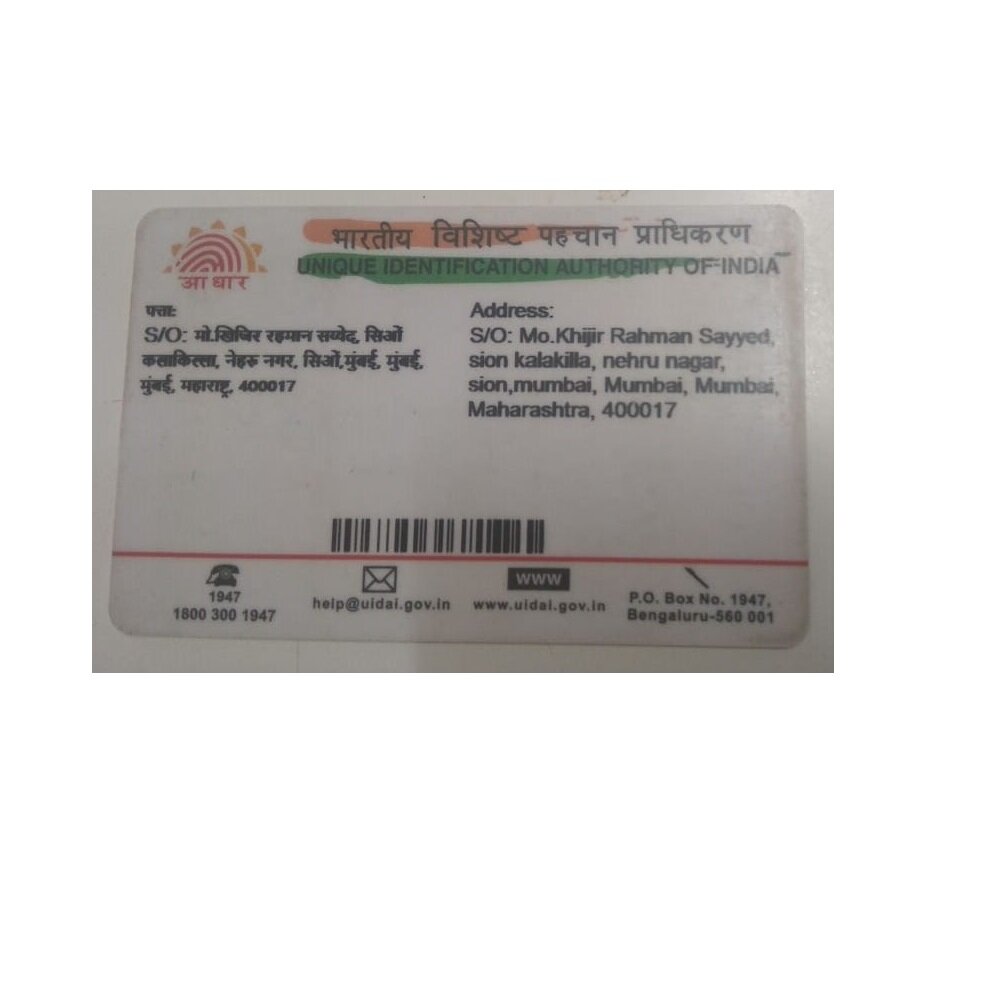 भारतीय विशिष्ट पहचान प्राधिकरण
UNIQUE IDENTIFICATION AUTHORITY OF INDIA
आधार
पत्ता:
S/O: मो.खिजिर रहमान सय्येद, सिओं
कलाकिल्ला, नेहरु नगर, सिओं,मुंबई, मुंबई,
मुंबई, महाराष्ट्र, 400017
Address:
S/O: Mo.Khijir Rahman Sayyed,
sion kalakilla, nehru nagar,
sion,mumbai, Mumbai, Mumbai,
Maharashtra, 400017
1947
1800 300 1947
help@uidai.gov.in
WWW
www.uidai.gov.in
P.O. Box No. 1947,
Bengaluru-560 001